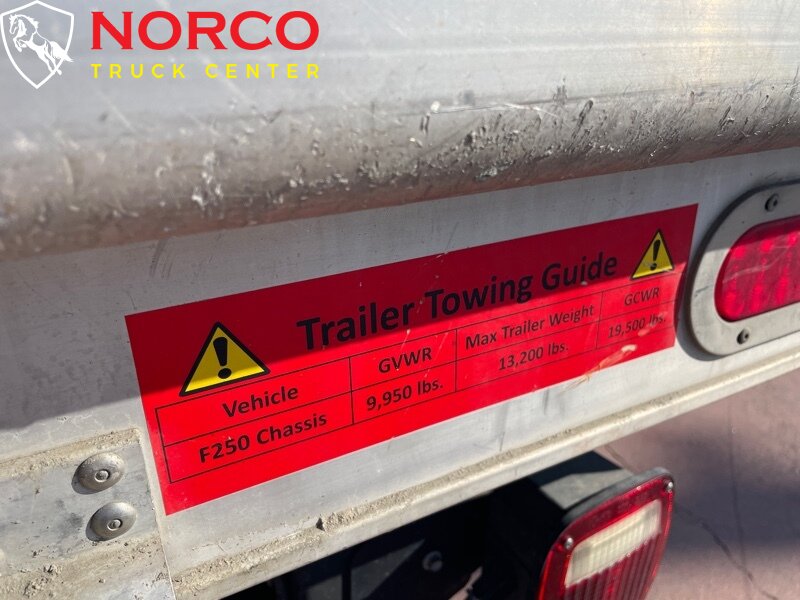 NORCO
TRUCK CENTER
Trailer Towing Guide
Vehicle GVWR Max Trailer Weight GCWR
F250 Chassis 9,950 lbs. 13,200 lbs. 19,500 lbs.